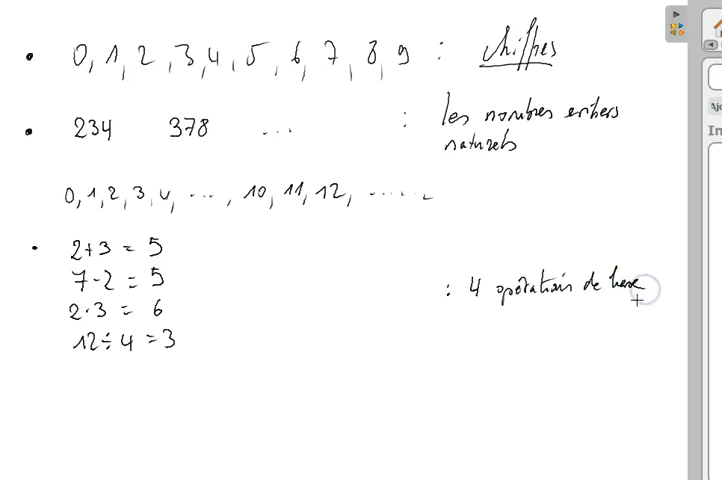 • 0, 1, 2, 3, 4, 5, 6, 7, 8, 9 : chiffres
• 234 378 ... : les nombres entiers
naturels
0, 1, 2, 3, 4, ..., 10, 11, 12, .....
• 2+3 = 5
7-2 = 5
2·3 = 6
: 4 opérations de base
12÷4 = 3
Ajo
In